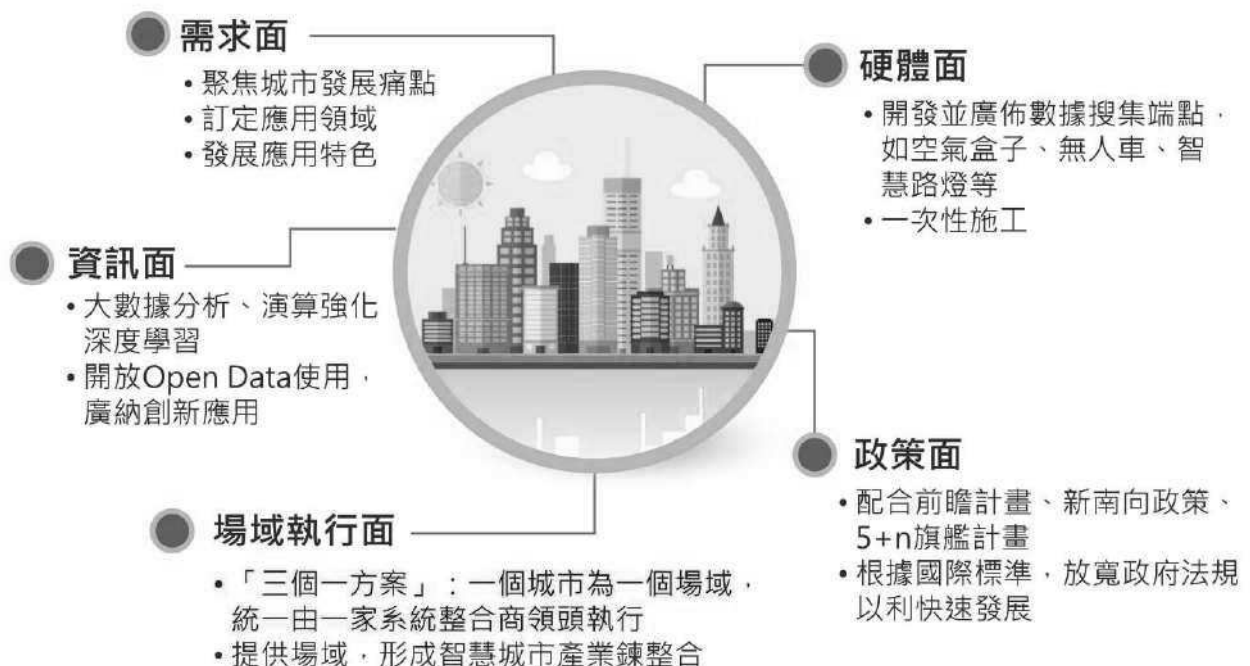 需求面
• 聚焦城市發展痛點
• 訂定應用領域
• 發展應用特色
硬體面
• 開發並廣佈數據搜集端點，
如空氣盒子、無人車、智
慧路燈等
• 一次性施工
資訊面
• 大數據分析、演算強化
深度學習
• 開放Open Data使用，
廣納創新應用
政策面
• 配合前瞻計畫、新南向政策、
5+n旗艦計畫
• 根據國際標準，放寬政府法規
以利快速發展
場域執行面
• 「三個一方案」：一個城市為一個場域，
統一由一家系統整合商領頭執行
• 提供場域，形成智慧城市產業鍊整合